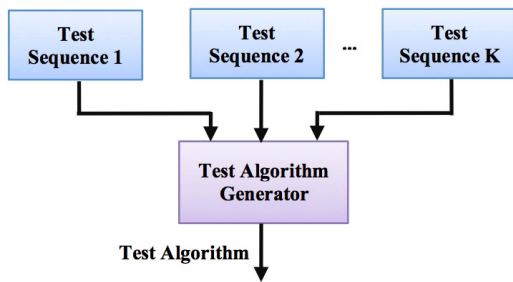 Test
Sequence 1
Test
Sequence 2
...
Test
Sequence K
Test Algorithm
Generator
Test Algorithm